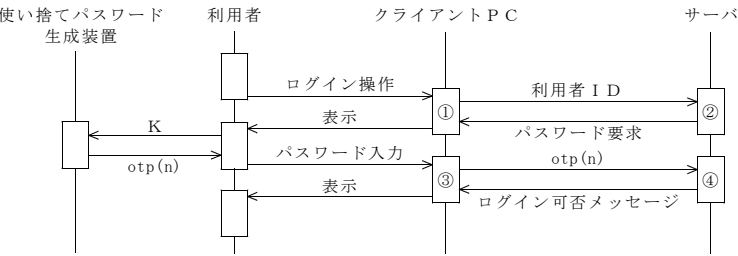 使い捨てパスワード
生成装置
利用者
クライアントＰＣ
サーバ
ログイン操作
利用者ＩＤ
①
②
表示
パスワード要求
K
otp(n)
パスワード入力
otp(n)
③
④
表示
ログイン可否メッセージ